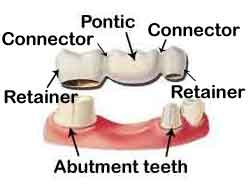 Pontic
Connector
Connector
Retainer
Retainer
Abutment teeth